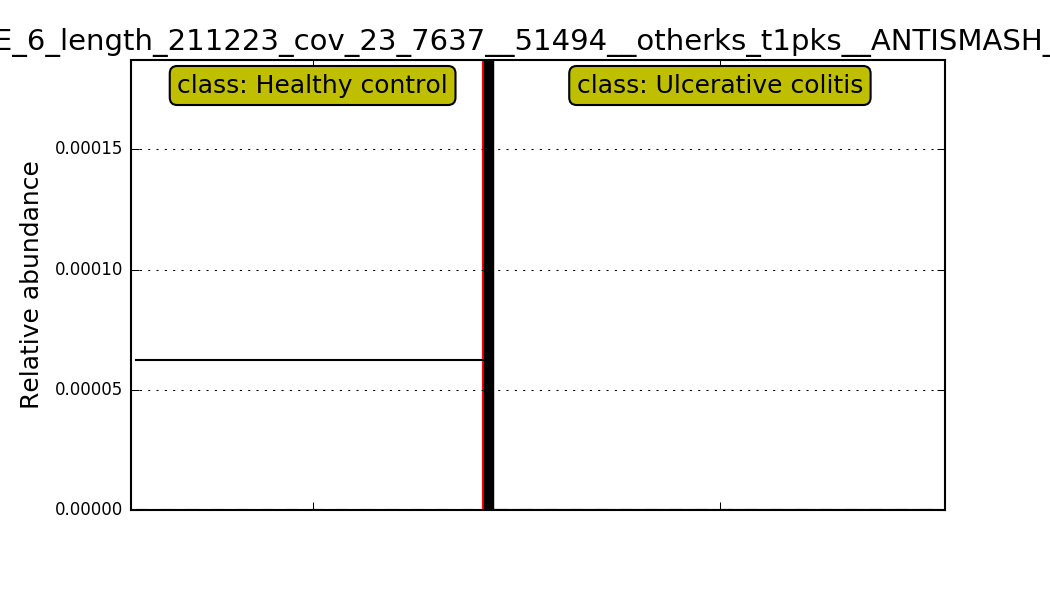 E_6_length_211223_cov_23_7637__51494__otherks_t1pks__ANTISMASH_
class: Healthy control
class: Ulcerative colitis
Relative abundance
0.00015
0.00010
0.00005
0.00000